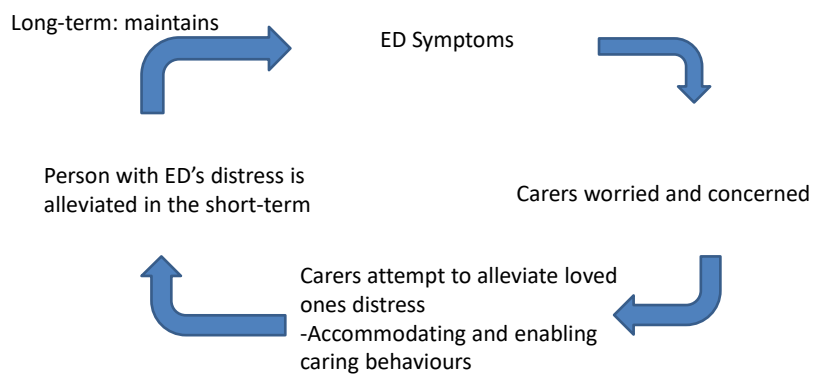 Long-term: maintains
ED Symptoms
Carers worried and concerned
Carers attempt to alleviate loved
ones distress
-Accommodating and enabling
caring behaviours
Person with ED’s distress is
alleviated in the short-term